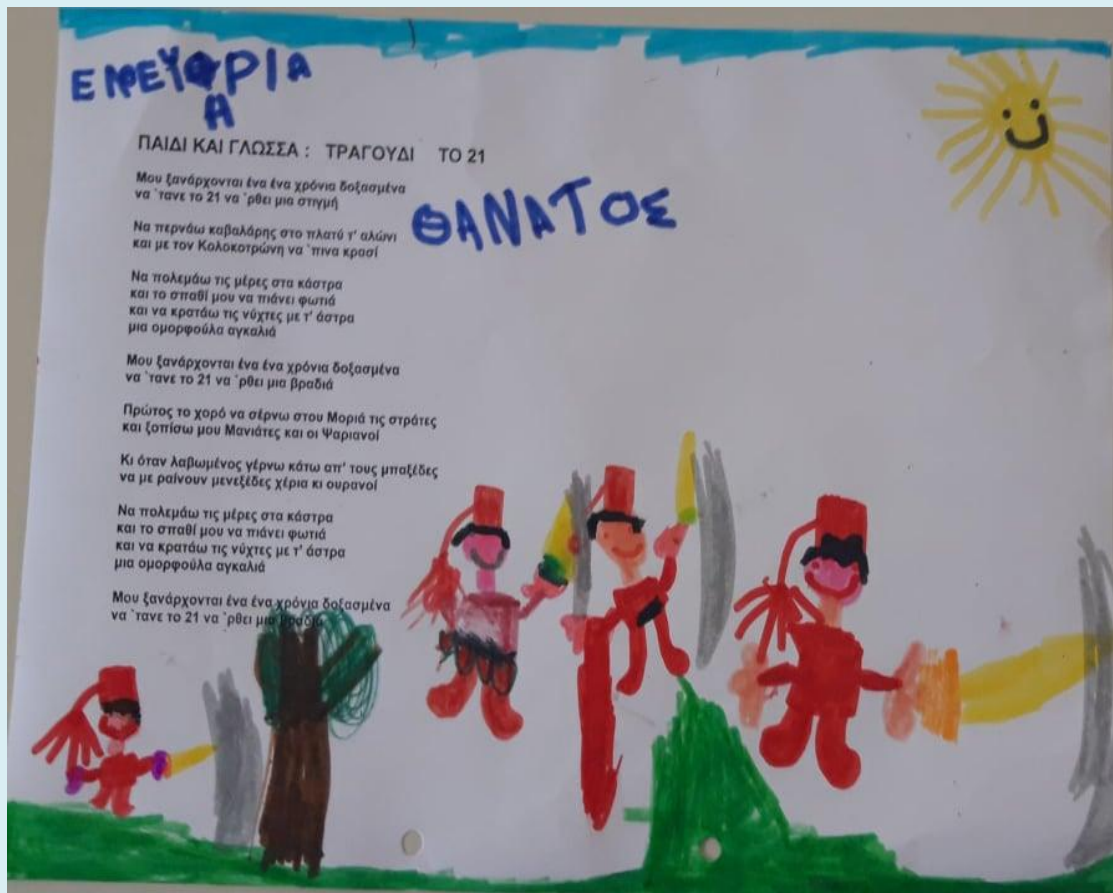 ΕΛΕΥΘΡΙΑ
Η
ΠΑΙΔΙ ΚΑΙ ΓΛΩΣΣΑ : ΤΡΑΓΟΥΔΙ ΤΟ 21
ΘΑΝΑΤΟΣ
Μου ξανάρχονται ένα ένα χρόνια δοξασμένα
να `τανε το 21 να `ρθει μια στιγμή
Να περνάω καβαλάρης στο πλατύ τ' αλώνι
και με τον Κολοκοτρώνη να `πινα κρασί
Να πολεμάω τις μέρες στα κάστρα
και το σπαθί μου να πιάνει φωτιά
και να κρατάω τις νύχτες με τ' άστρα
μια ομορφούλα αγκαλιά
Μου ξανάρχονται ένα ένα χρόνια δοξασμένα
να `τανε το 21 να `ρθει μια βραδιά
Πρώτος το χορό να σέρνω στου Μοριά τις στράτες
και ξοπίσω μου Μανιάτες και οι Ψαριανοί
Κι όταν λαβωμένος γέρνω κάτω απ' τους μπαξέδες
να με ραίνουν μενεξέδες χέρια κι ουρανοί
Να πολεμάω τις μέρες στα κάστρα
και το σπαθί μου να πιάνει φωτιά
και να κρατάω τις νύχτες με τ' άστρα
μια ομορφούλα αγκαλιά
Μου ξανάρχονται ένα ένα χρόνια δοξασμένα
να `τανε το 21 να `ρθει μια βραδιά